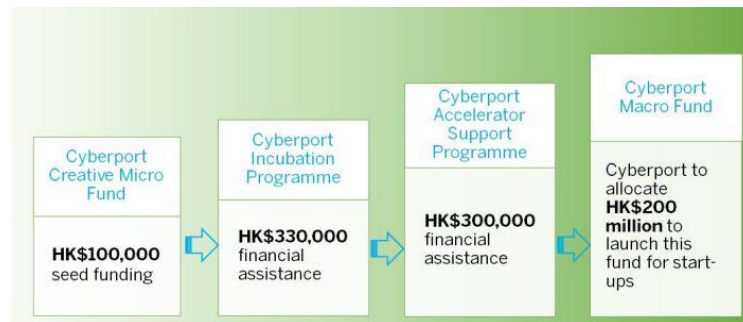 Cyberport
Creative Micro
Fund
HK$100,000
seed funding
Cyberport
Incubation
Programme
HK$330,000
financial
assistance
Cyberport
Accelerator
Support
Programme
HK$300,000
financial
assistance
Cyberport
Macro Fund
Cyberport to
allocate
HK$200
million to
launch this
fund for start-
ups